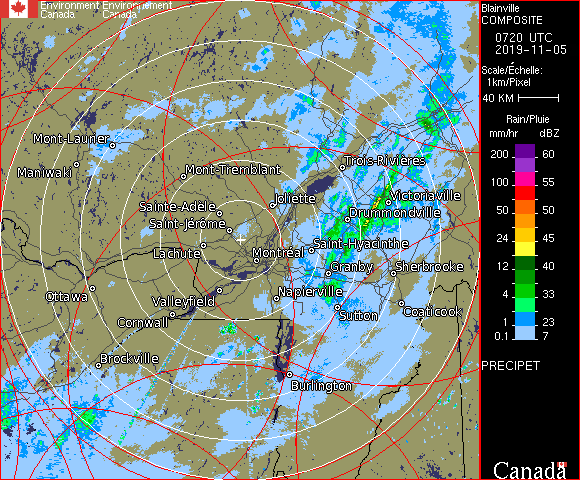 Environment Environnement
Canada Canada
Blainville
COMPOSITE
0720 UTC
2019-11-05
Scale/Échelle:
1km/Pixel
40 KM
Rain/Pluie
mm/hr dBZ
200 60
150 57
100 55
50 50
24 45
12 40
4 33
1 23
0.1 7
PRECIPET
Canada
Mont-Laurier
Maniwaki
Mont-Tremblant
Trois-Rivières
Sainte-Adèle
Joliette
Victoriaville
Saint-Jérôme
Drummondville
Lachute
Montréal
Saint-Hyacinthe
Granby
Sherbrooke
Ottawa
Valleyfield
Napierville
Cornwall
Sutton
Coaticook
Brockville
Burlington